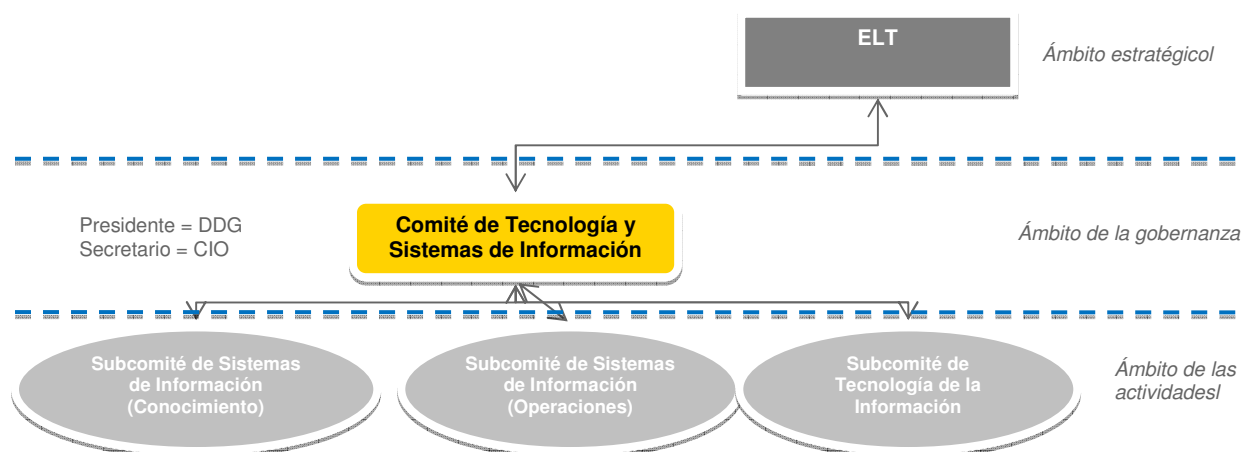 ELT
Ámbito estratégicol
Presidente = DDG
Secretario = CIO
Comité de Tecnología y
Sistemas de Información
Ámbito de la gobernanza
Subcomité de Sistemas
de Información
(Conocimiento)
Subcomité de Sistemas
de Información
(Operaciones)
Subcomité de
Tecnología de la
Información
Ámbito de las
actividadesl